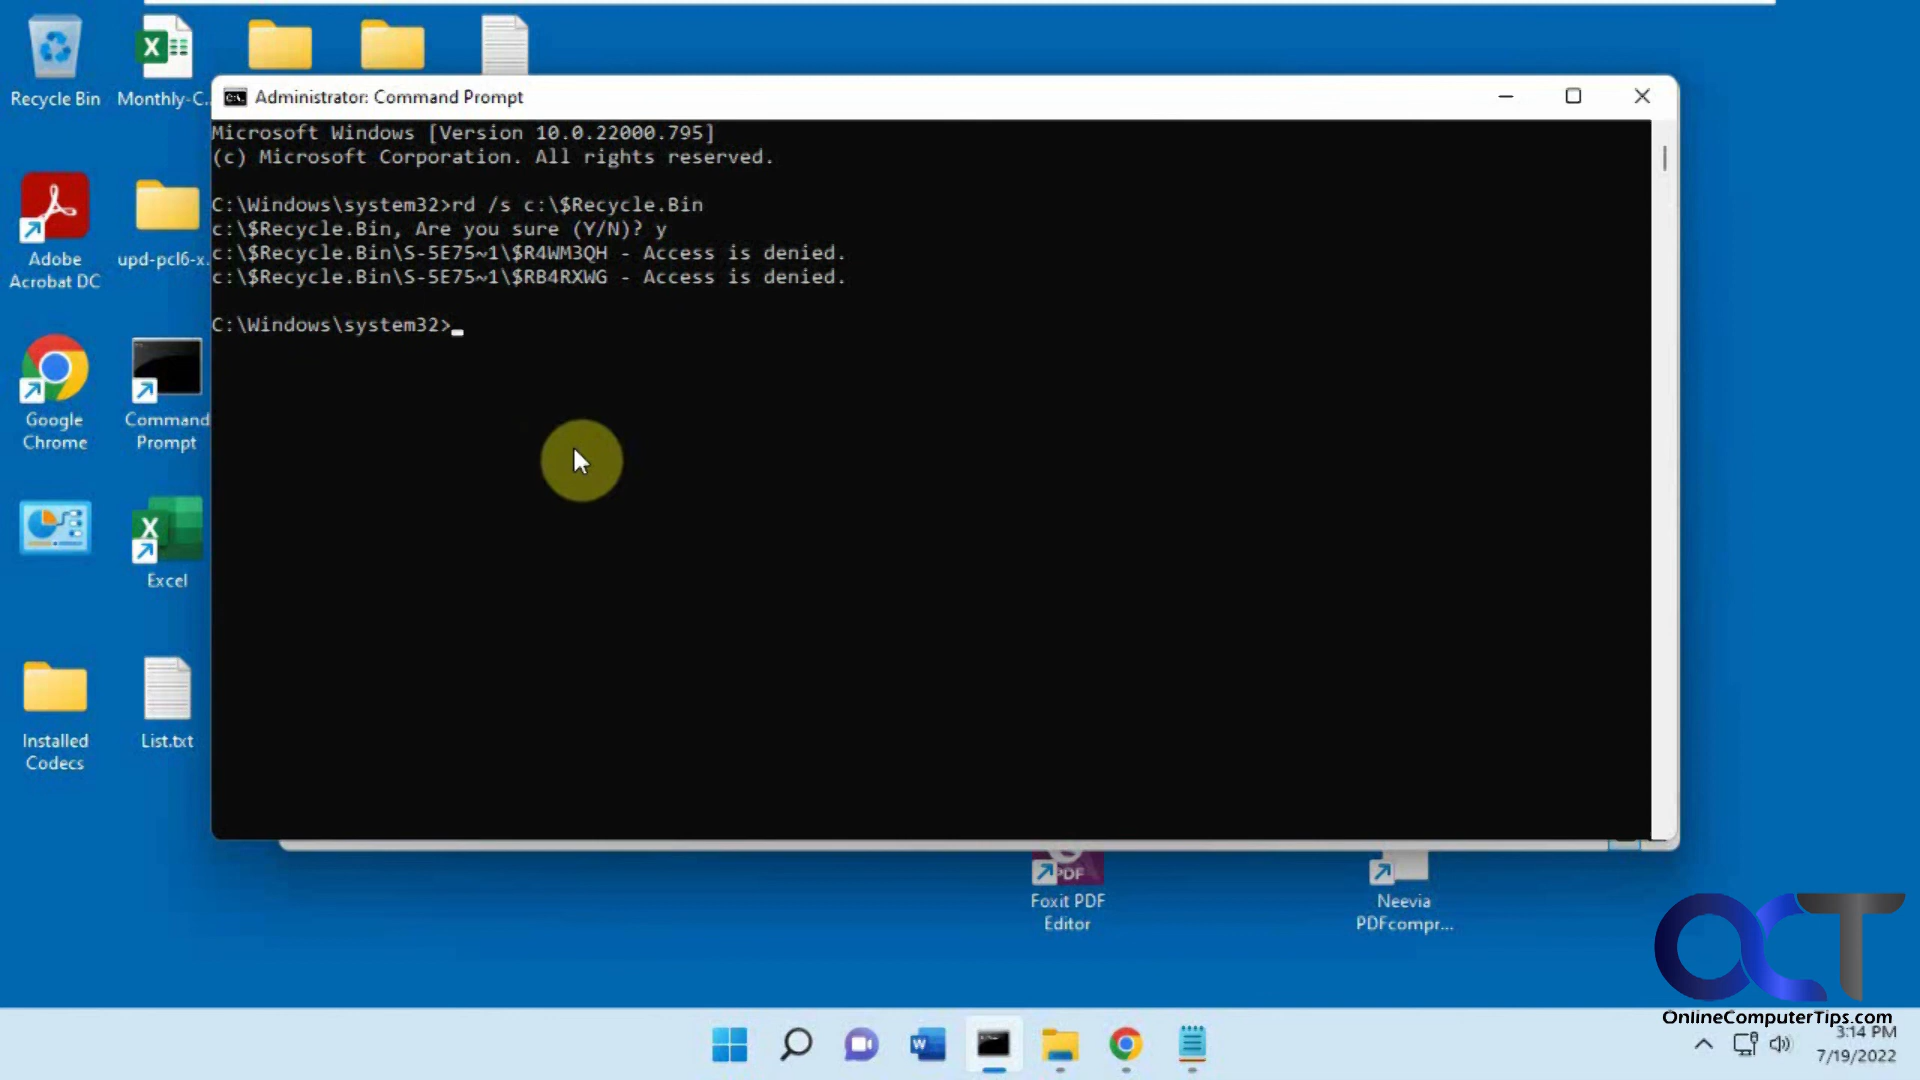 Administrator: Command Prompt
Microsoft Windows [Version 10.0.22000.795]
(c) Microsoft Corporation. All rights reserved.
C:\Windows\system32>rd /s c:\$Recycle.Bin
c:\$Recycle.Bin, Are you sure (Y/N)? y
c:\$Recycle.Bin\S-5E75~1\$R4WM3QH - Access is denied.
c:\$Recycle.Bin\S-5E75~1\$RB4RXWG - Access is denied.
C:\Windows\system32>
Recycle Bin
Monthly-C...
Adobe
Acrobat DC
upd-pcl6-x...
Google
Chrome
Command
Prompt
Excel
Installed
Codecs
List.txt
PDF
Foxit PDF
Editor
Neevia
PDFcompr...
OCT
OnlineComputerTips.com
3:14 PM
7/19/2022